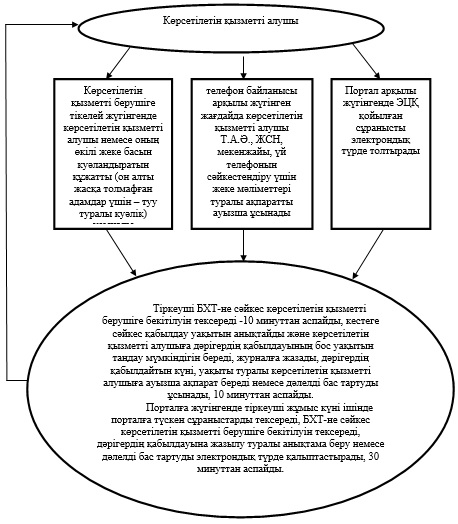 Көрсетілетін қызметті алушы
Көрсетілетін
қызметті берушіге
тікелей жүгінгенде
көрсетілетін қызметті
алушы немесе оның
өкілі жеке басын
куәландыратын
құжатты (он алты
жасқа толмаған
адамдар үшін – туу
туралы куәлік)
телефон байланысы
арқылы жүгінген
жағдайда көрсетілетін
қызметті алушы
Т.А.Ә., ЖСН,
мекенжайы, үй
телефонын
сәйкестендіру үшін
жеке мәліметтері
туралы ақпаратты
ауызша ұсынады
Портал арқылы
жүгінгенде ЭЦҚ
қойылған
сұранысты
электрондық
түрде толтырады
Тіркеуші БХТ-не сәйкес көрсетілетін қызметті
берушіге бекітілуін тексереді -10 минуттан аспайды, кестеге
сәйкес қабылдау уақытын анықтайды және көрсетілетін
қызметті алушыға дәрігердің қабылдауының бос уақытын
таңдау мүмкіндігін береді, журналға жазады, дәрігердің
қабылдайтын күні, уақыты туралы көрсетілетін қызметті
алушыға ауызша ақпарат береді немесе дәлелді бас тартуды
ұсынады, 10 минуттан аспайды.
Порталға жүгінгенде тіркеуші жұмыс күні ішінде
порталға түскен сұраныстарды тексереді, БХТ-не сәйкес
көрсетілетін қызметті берушіге бекітілуін тексереді,
дәрігердің қабылдауына жазылу туралы анықтама беру немесе
дәлелді бас тартуды электрондық түрде қалыптастырады, 30
минуттан аспайды.